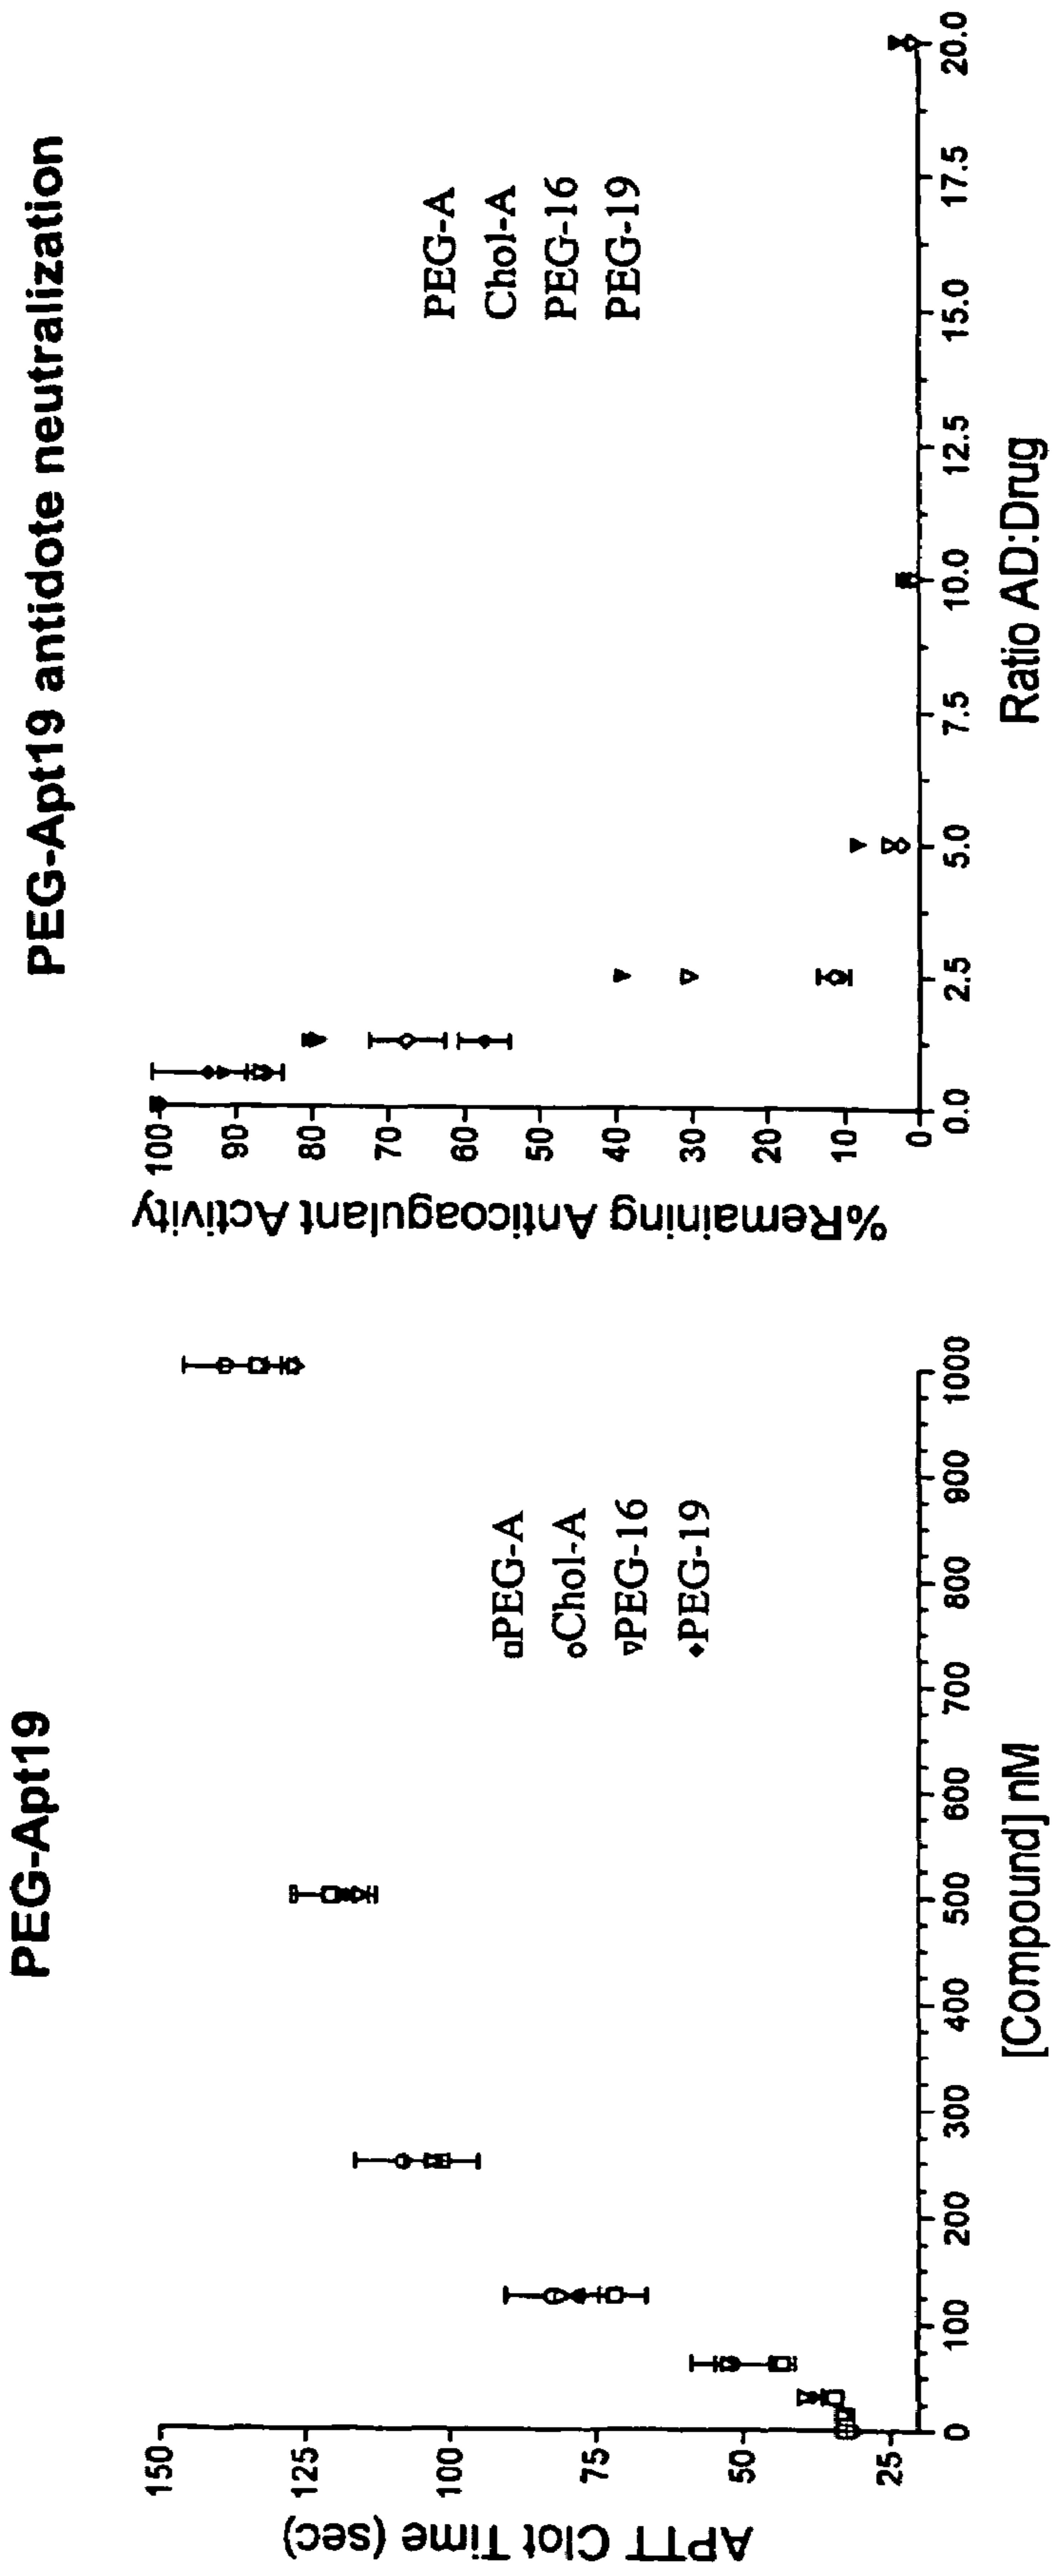 PEG-Apt19
APTT Clot Time (sec)
150
125
100
75
50
25
0 100 200 300 400 500 600 700 800 900 1000
[Compound] nM
PEG-A
Chol-A
PEG-16
PEG-19
PEG-Apt19 antidote neutralization
%Remaining Anticoagulant Activity
100
90
80
70
60
50
40
30
20
10
0
0.0 2.5 5.0 7.5 10.0 12.5 15.0 17.5 20.0
Ratio AD:Drug
PEG-A
Chol-A
PEG-16
PEG-19